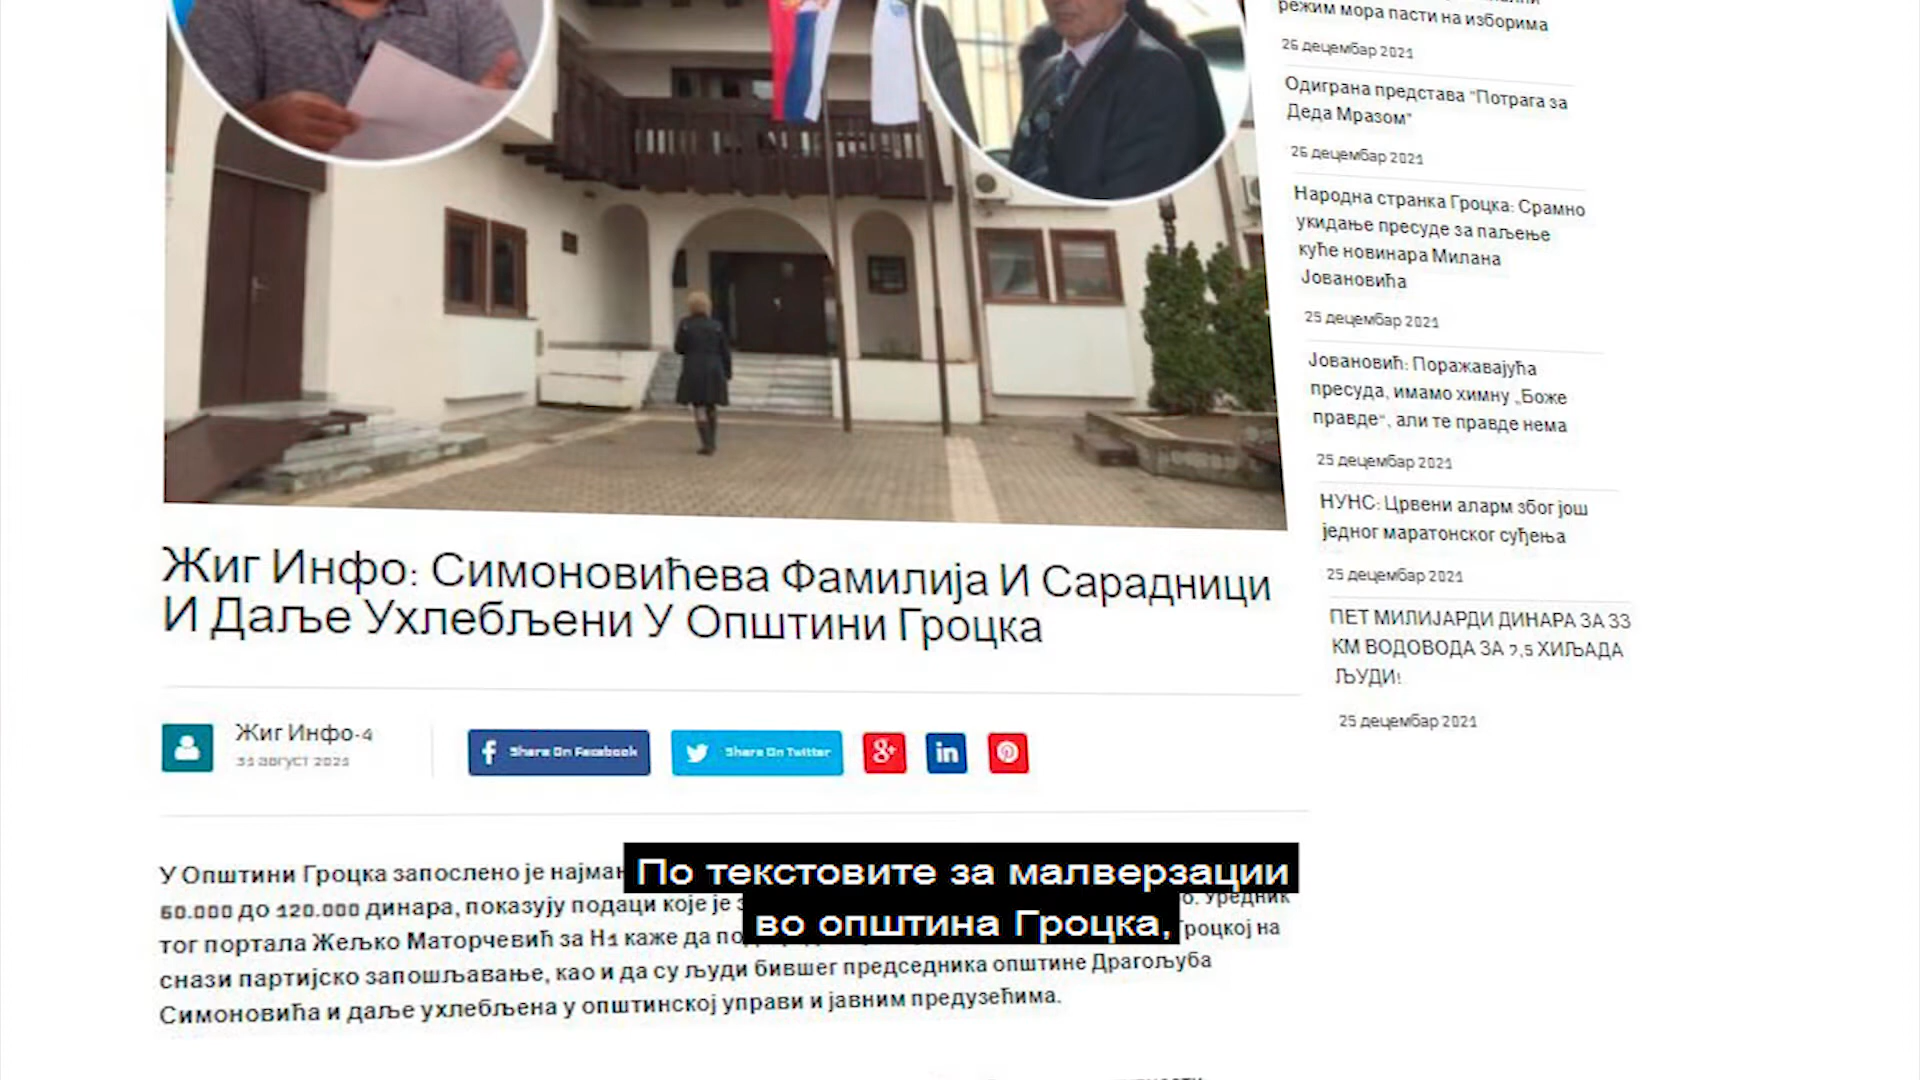 режим мора пасти на изборима
26 децембар 2021
Одиграна представа "Потрага за
Деда Мразом"
26 децембар 2021
Народна странка Гроцка: Срамно
укидање пресуде за паљење
куће новинара Милана
Јовановића
25 децембар 2021
Јовановић: Поражавајућа
пресуда, имамо химну „Боже
правде“, али те правде нема
25 децембар 2021
НУНС: Црвени аларм због још
једног маратонског суђења
25 децембар 2021
ПЕТ МИЛИЈАРДИ ДИНАРА ЗА 33
КМ ВОДОВОДА ЗА 7,5 ХИЉАДА
ЉУДИ!
25 децембар 2021
Жиг Инфо: Симоновићева Фамилија И Сарадници
И Даље Ухлебљени У Општини Гроцка
Жиг Инфо-4
31 август 2021
Share On Facebook
Share On Twitter
У Општини Гроцка запослено је
60.000 до 120.000 динара, показују подаци које је Уредник
тог портала Жељко Маторчевић за Н1 каже да Гроцкој на
снази партијско запошљавање, као и да су људи бившег председника општине Драгољуба
Симоновића и даље ухлебљена у општинској управи и јавним предузећима.
По текстовите за малверзации
во општина Гроцка,